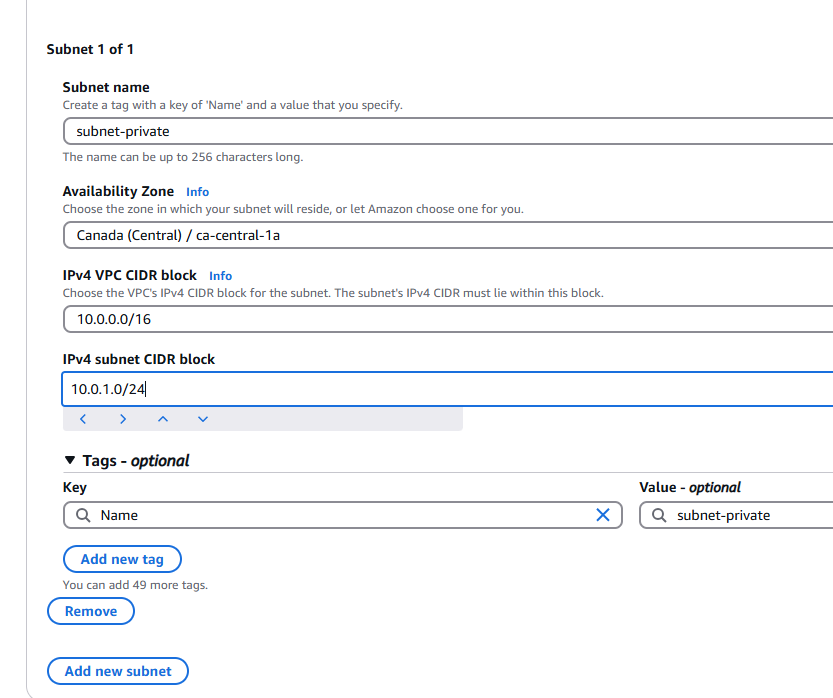 Subnet 1 of 1
Subnet name
Create a tag with a key of 'Name' and a value that you specify.
subnet-private
The name can be up to 256 characters long.
Availability Zone Info
Choose the zone in which your subnet will reside, or let Amazon choose one for you.
Canada (Central) / ca-central-1a
IPv4 VPC CIDR block Info
Choose the VPC's IPv4 CIDR block for the subnet. The subnet's IPv4 CIDR must lie within this block.
10.0.0.0/16
IPv4 subnet CIDR block
10.0.1.0/24
Tags - optional
Key Value - optional
Name subnet-private
Add new tag
You can add 49 more tags.
Remove
Add new subnet